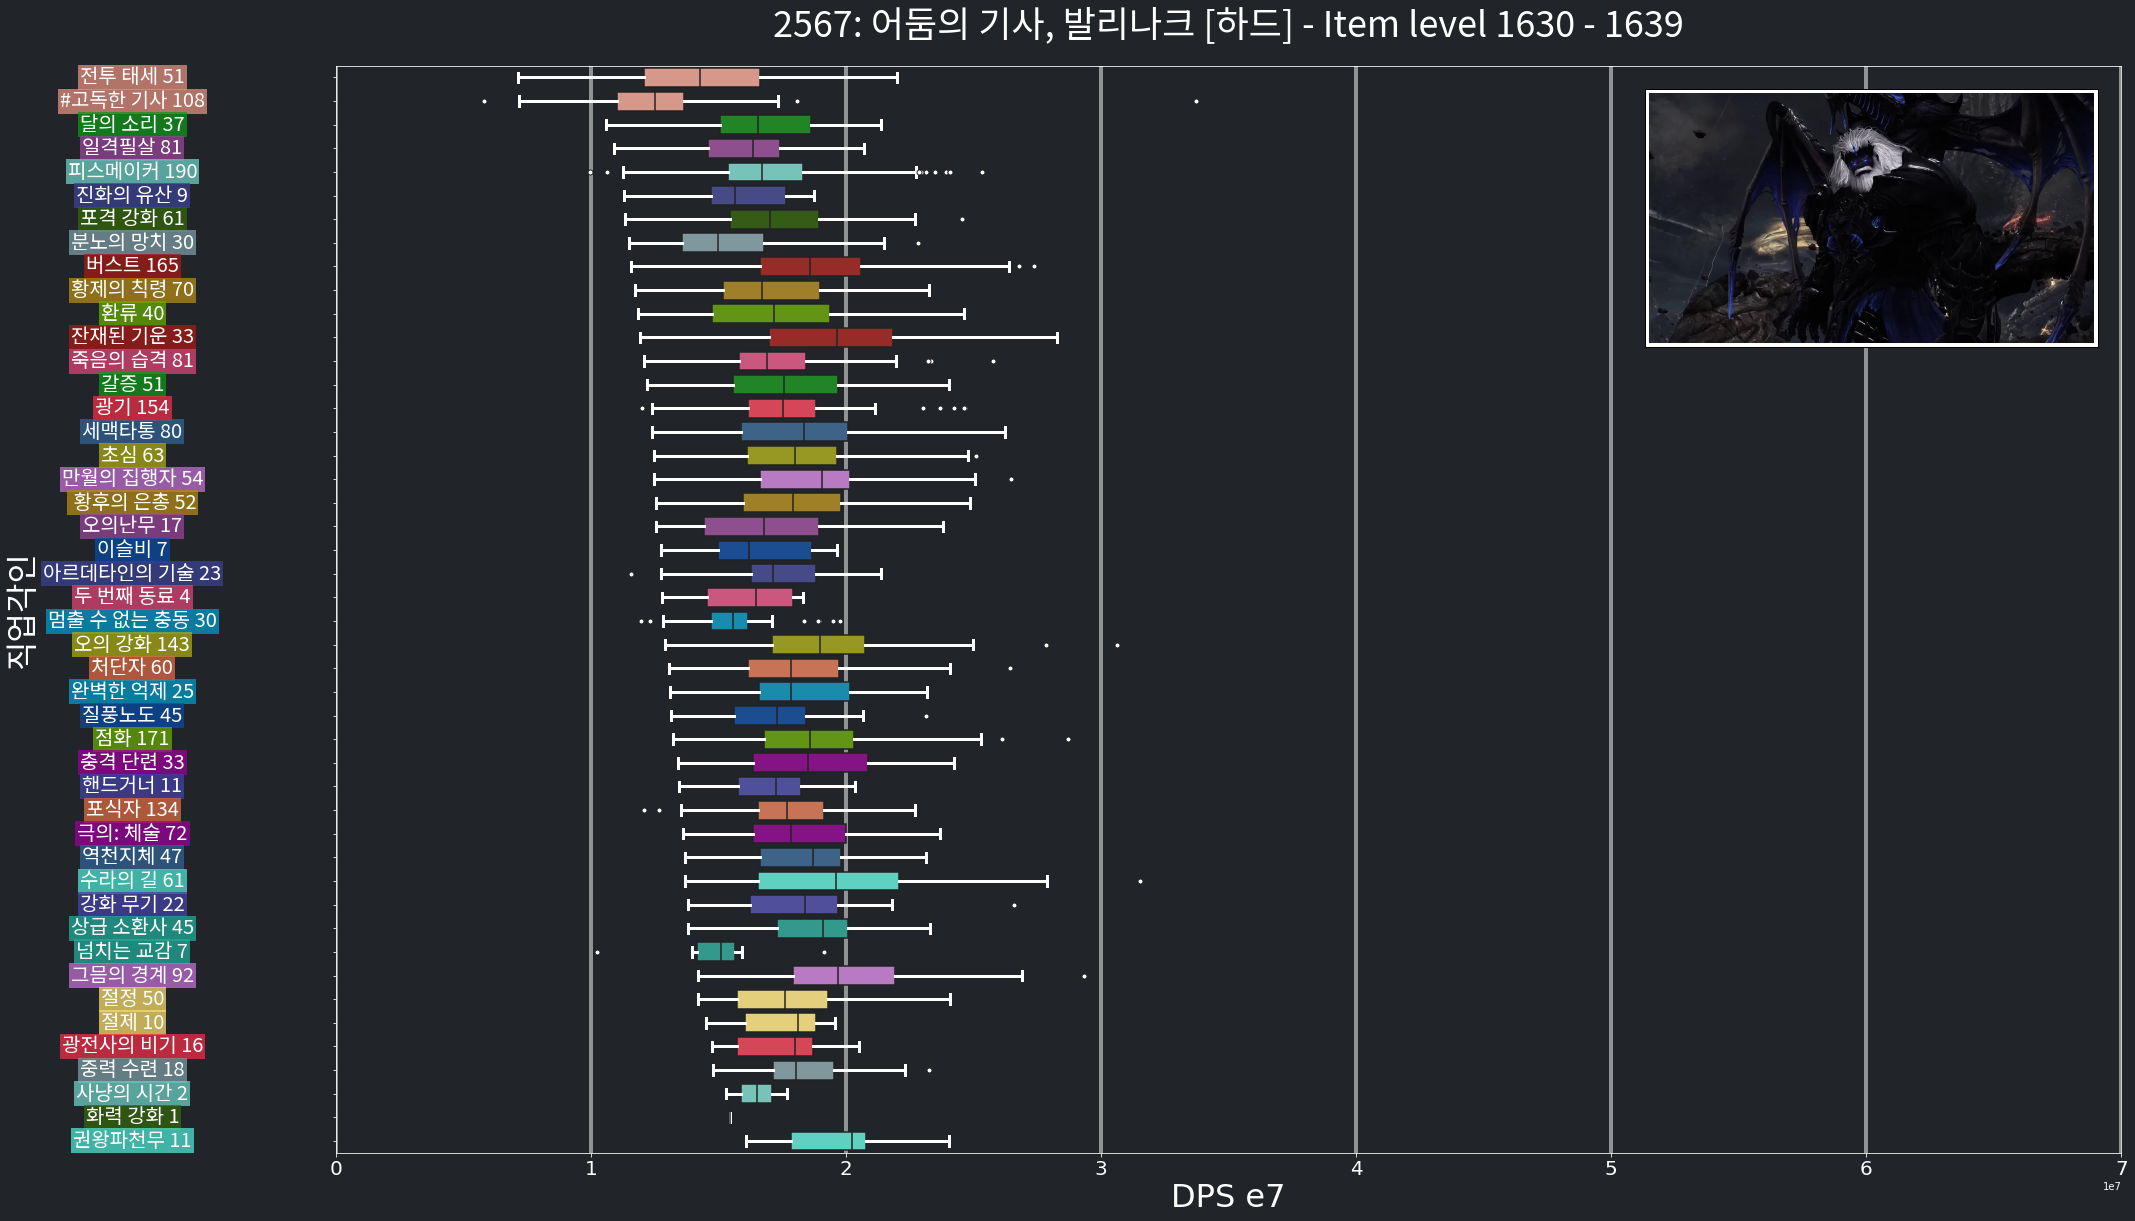 2567: 어둠의 기사, 발리나크 [하드] - Item level 1630 - 1639
전투 태세 51
#고독한 기사 108
달의 소리 37
일격필살 81
피스메이커 190
진화의 유산 9
포격 강화 61
분노의 망치 30
버스트 165
황제의 칙령 70
환류 40
잔재된 기운 33
죽음의 습격 81
갈증 51
광기 154
세맥타통 80
초심 63
만월의 집행자 54
황후의 은총 52
오의난무 17
이슬비 7
아르데타인의 기술 23
두 번째 동료 4
멈출 수 없는 충동 30
오의 강화 143
처단자 60
완벽한 억제 25
질풍노도 45
점화 171
충격 단련 33
핸드거너 11
포식자 134
극의: 체술 72
역천지체 47
수라의 길 61
강화 무기 22
상급 소환사 45
넘치는 교감 7
그믐의 경계 92
절정 50
절제 10
광전사의 비기 16
중력 수련 18
사냥의 시간 2
화력 강화 1
권왕파천무 11
직업각인
0 1 2 3 4 5 6 7
DPS e7
1e7